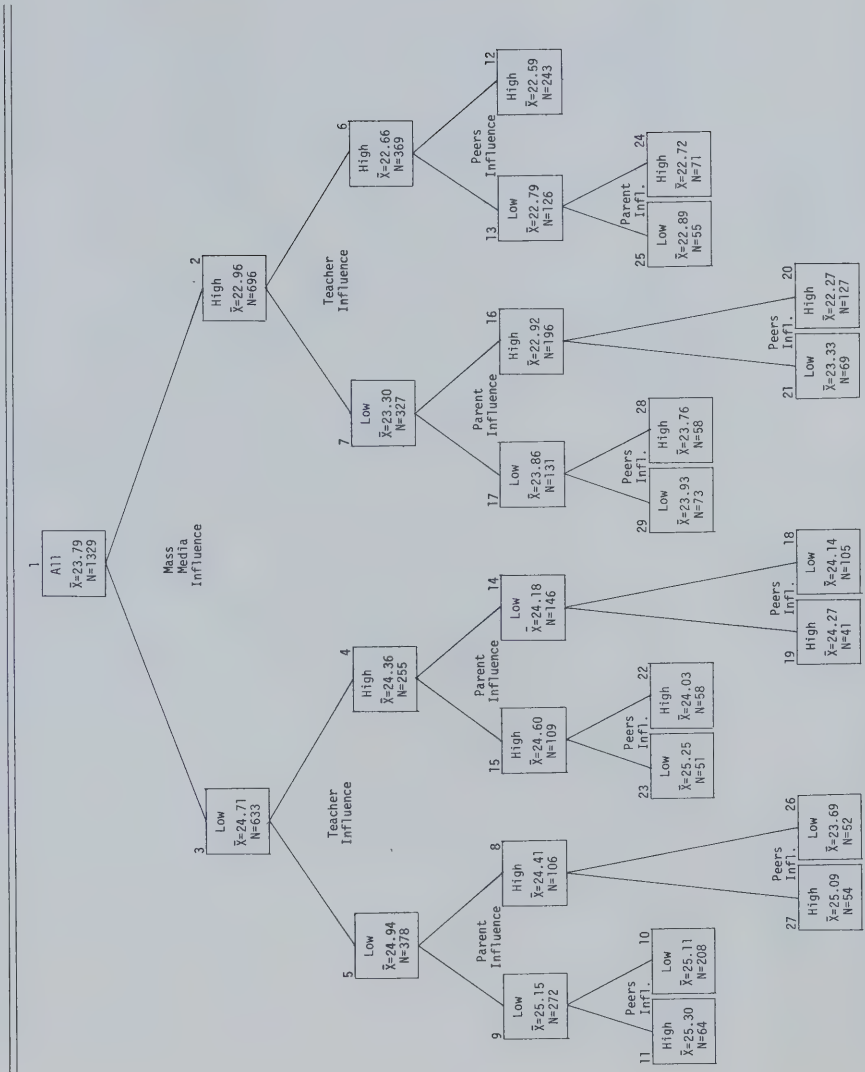 1
All
X̄=23.79
N=1329
Mass
Media
Influence
3
Low
X̄=24.71
N=633
2
High
X̄=22.96
N=696
Teacher
Influence
Teacher
Influence
5
Low
X̄=24.94
N=378
4
High
X̄=24.36
N=255
7
Low
X̄=23.30
N=327
6
High
X̄=22.66
N=369
Parent
Influence
Parent
Influence
Parent
Influence
Peers
Influence
9
Low
X̄=25.15
N=272
8
High
X̄=24.41
N=106
15
High
X̄=24.60
N=109
14
Low
X̄=24.18
N=146
17
Low
X̄=23.86
N=131
16
High
X̄=22.92
N=196
13
Low
X̄=22.79
N=126
12
High
X̄=22.59
N=243
Peers
Infl.
Peers
Infl.
Peers
Infl.
Parent
Infl.
11
High
X̄=25.30
N=64
10
Low
X̄=25.11
N=208
23
Low
X̄=25.25
N=51
22
High
X̄=24.03
N=58
29
Low
X̄=23.93
N=73
28
High
X̄=23.76
N=58
25
Low
X̄=22.89
N=55
24
High
X̄=22.72
N=71
Peers
Infl.
Peers
Infl.
Peers
Infl.
27
High
X̄=25.09
N=54
26
Low
X̄=23.69
N=52
19
High
X̄=24.27
N=41
18
Low
X̄=24.14
N=105
21
Low
X̄=23.33
N=69
20
High
X̄=22.27
N=127